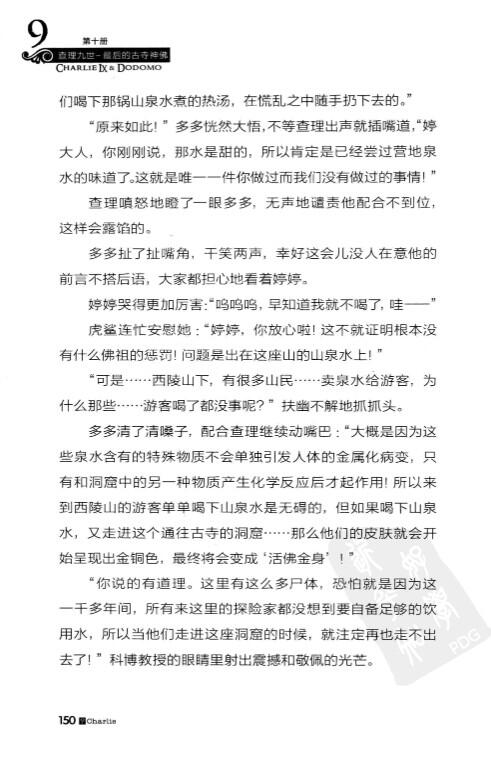 9
第十册
查理九世-最后的古寺神佛
CHARLIE IX & DODOMO
们喝下那锅山泉水煮的热汤，在慌乱之中随手扔下去的。”
“原来如此！”多多恍然大悟，不等查理出声就插嘴道，“婷
大人，你刚刚说，那水是甜的，所以肯定是已经尝过营地泉
水的味道了。这就是唯一一件你做过而我们没有做过的事情！”
查理嗔怒地瞪了一眼多多，无声地谴责他配合不到位，
这样会露馅的。
多多扯了扯嘴角，干笑两声，幸好这会儿没人在意他的
前言不搭后语，大家都担心地看着婷婷。
婷婷哭得更加厉害：“呜呜呜，早知道我就不喝了，哇——”
虎鲨连忙安慰她：“婷婷，你放心啦！这不就证明根本没
有什么佛祖的惩罚！问题是出在这座山的山泉水上！”
“可是……西陵山下，有很多山民……卖泉水给游客，为
什么那些……游客喝了都没事呢？”扶幽不解地抓抓头。
多多清了清嗓子，配合查理继续动嘴巴：“大概是因为这
些泉水含有的特殊物质不会单独引发人体的金属化病变，只
有和洞窟中的另一种物质产生化学反应后才起作用！所以来
到西陵山的游客单单喝下山泉水是无碍的，但如果喝下山泉
水，又走进这个通往古寺的洞窟……那么他们的皮肤就会开
始呈现出金铜色，最终将会变成‘活佛金身’！”
“你说的有道理。这里有这么多尸体，恐怕就是因为这
一千多年间，所有来这里的探险家都没想到要自备足够的饮
用水，所以当他们走进这座洞窟的时候，就注定再也走不出
去了！”科博教授的眼睛里射出震撼和敬佩的光芒。
PDG
150 Charlie